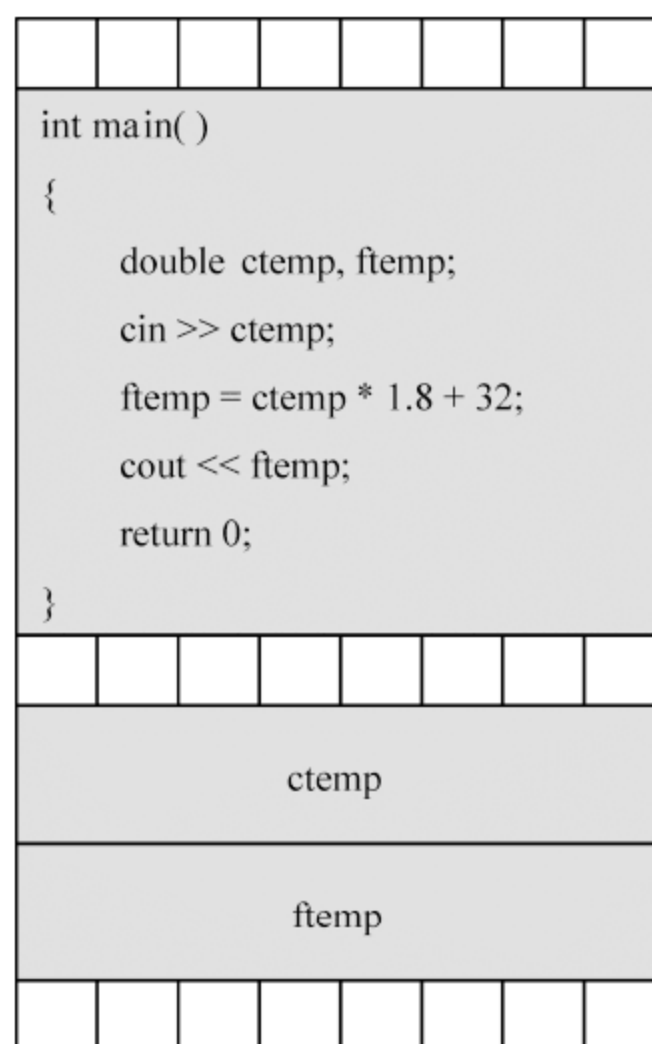 int main( )
{
double ctemp, ftemp;
cin >> ctemp;
ftemp = ctemp * 1.8 + 32;
cout << ftemp;
return 0;
}
ctemp
ftemp